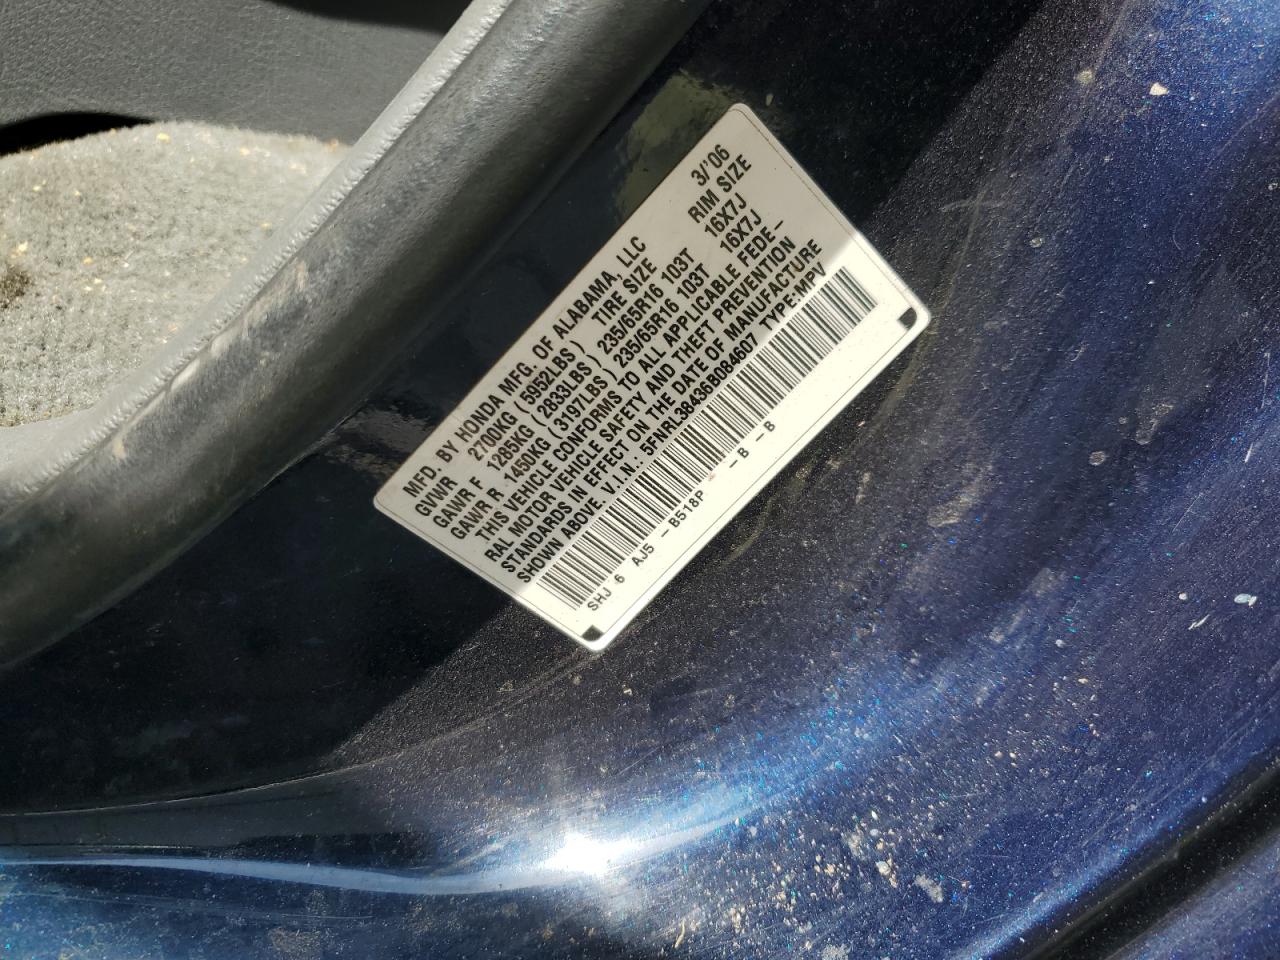 MFD. BY HONDA MFG. OF ALABAMA, LLC 3/'06
GVWR 2700KG ( 5952LBS ) TIRE SIZE RIM SIZE
GAWR F 1285KG ( 2833LBS ) 235/65R16 103T 16X7J
GAWR R 1450KG ( 3197LBS ) 235/65R16 103T 16X7J
THIS VEHICLE CONFORMS TO ALL APPLICABLE FEDE-
RAL MOTOR VEHICLE SAFETY AND THEFT PREVENTION
STANDARDS IN EFFECT ON THE DATE OF MANUFACTURE
SHOWN ABOVE. V.I.N.: 5FNRL38436B084607 TYPE:MPV
SHJ 6 AJ5 -B518P -B -B